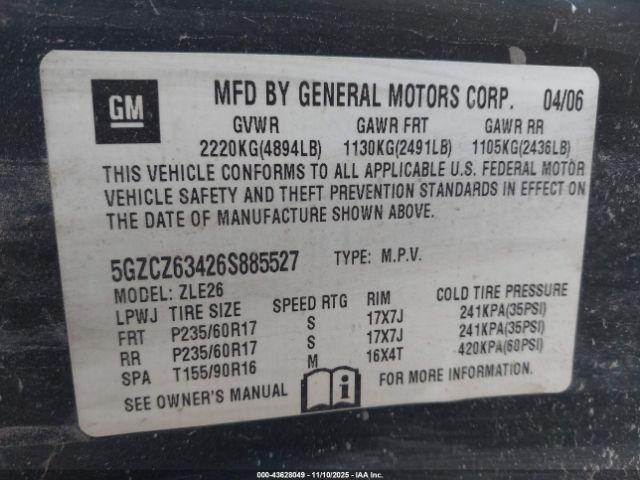 GM
MFD BY GENERAL MOTORS CORP. 04/06
GVWR GAWR FRT GAWR RR
2220KG(4894LB) 1130KG(2491LB) 1105KG(2436LB)
THIS VEHICLE CONFORMS TO ALL APPLICABLE U.S. FEDERAL MOTOR
VEHICLE SAFETY AND THEFT PREVENTION STANDARDS IN EFFECT ON
THE DATE OF MANUFACTURE SHOWN ABOVE.
5GZCZ63426S885527 TYPE: M.P.V.
MODEL: ZLE26
LPWJ TIRE SIZE SPEED RTG RIM COLD TIRE PRESSURE
FRT P235/60R17 S 17X7J 241KPA(35PSI)
RR P235/60R17 S 17X7J 241KPA(35PSI)
SPA T155/90R16 M 16X4T 420KPA(60PSI)
SEE OWNER'S MANUAL FOR MORE INFORMATION.
00-43628049 - 11/10/2025 - IAAI.com